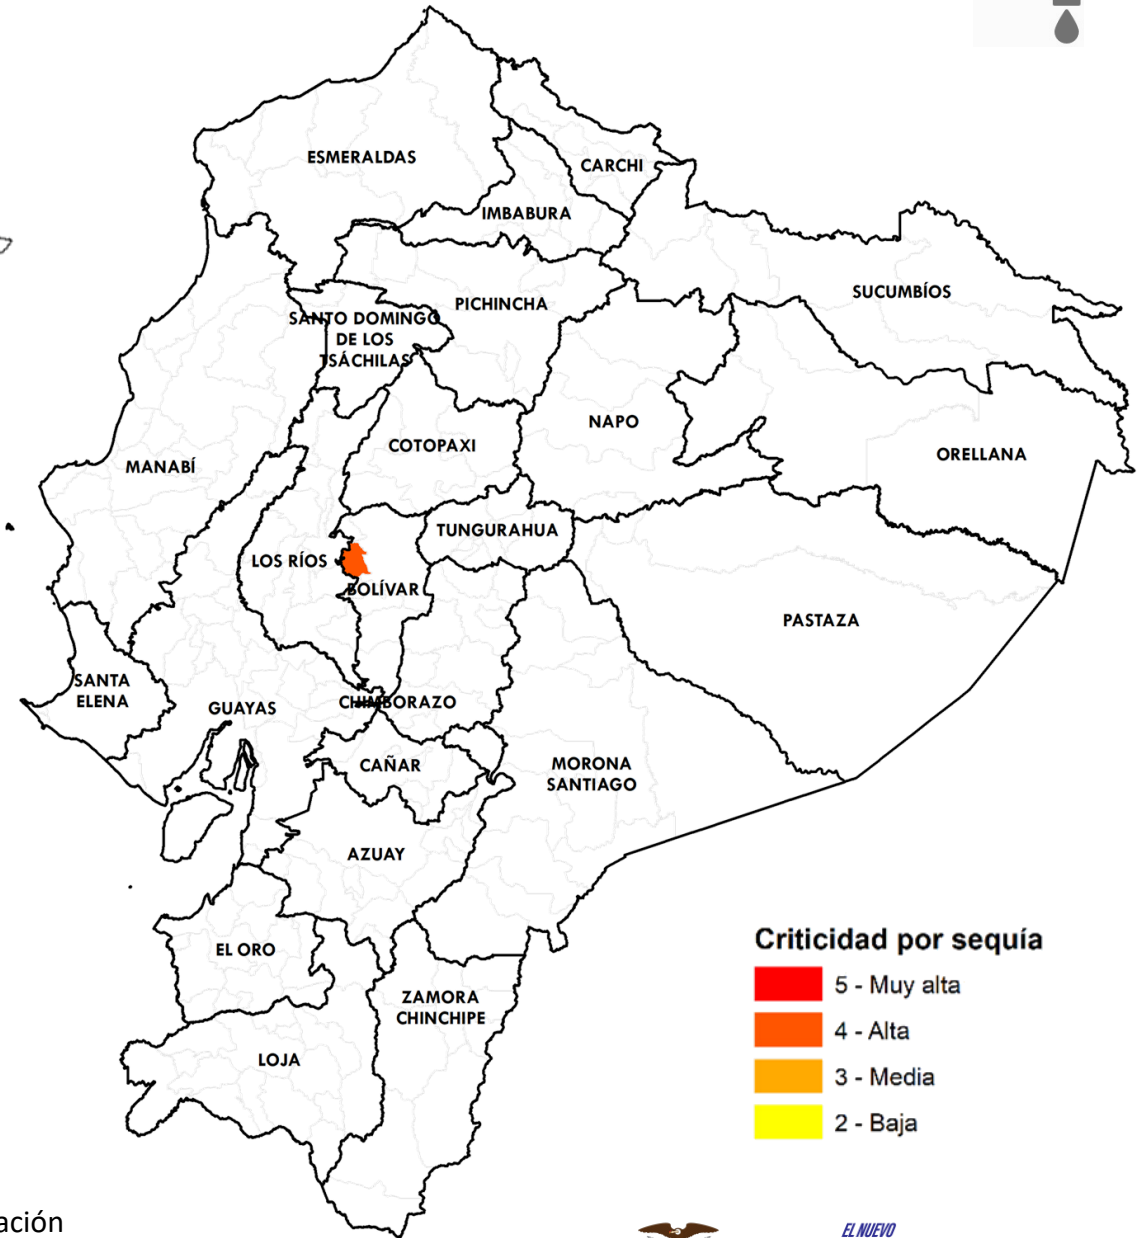 ESMERALDAS
CARCHI
IMBABURA
SUCUMBÍOS
PICHINCHA
SANTO DOMINGO
DE LOS
TSÁCHILAS
NAPO
COTOPAXI
ORELLANA
MANABÍ
TUNGURAHUA
LOS RÍOS
BOLÍVAR
PASTAZA
SANTA
ELENA
GUAYAS
CHIMBORAZO
CAÑAR
MORONA
SANTIAGO
AZUAY
EL ORO
ZAMORA
CHINCHIPE
LOJA
Criticidad por sequía
5 - Muy alta
4 - Alta
3 - Media
2 - Baja
ación
EL NUEVO